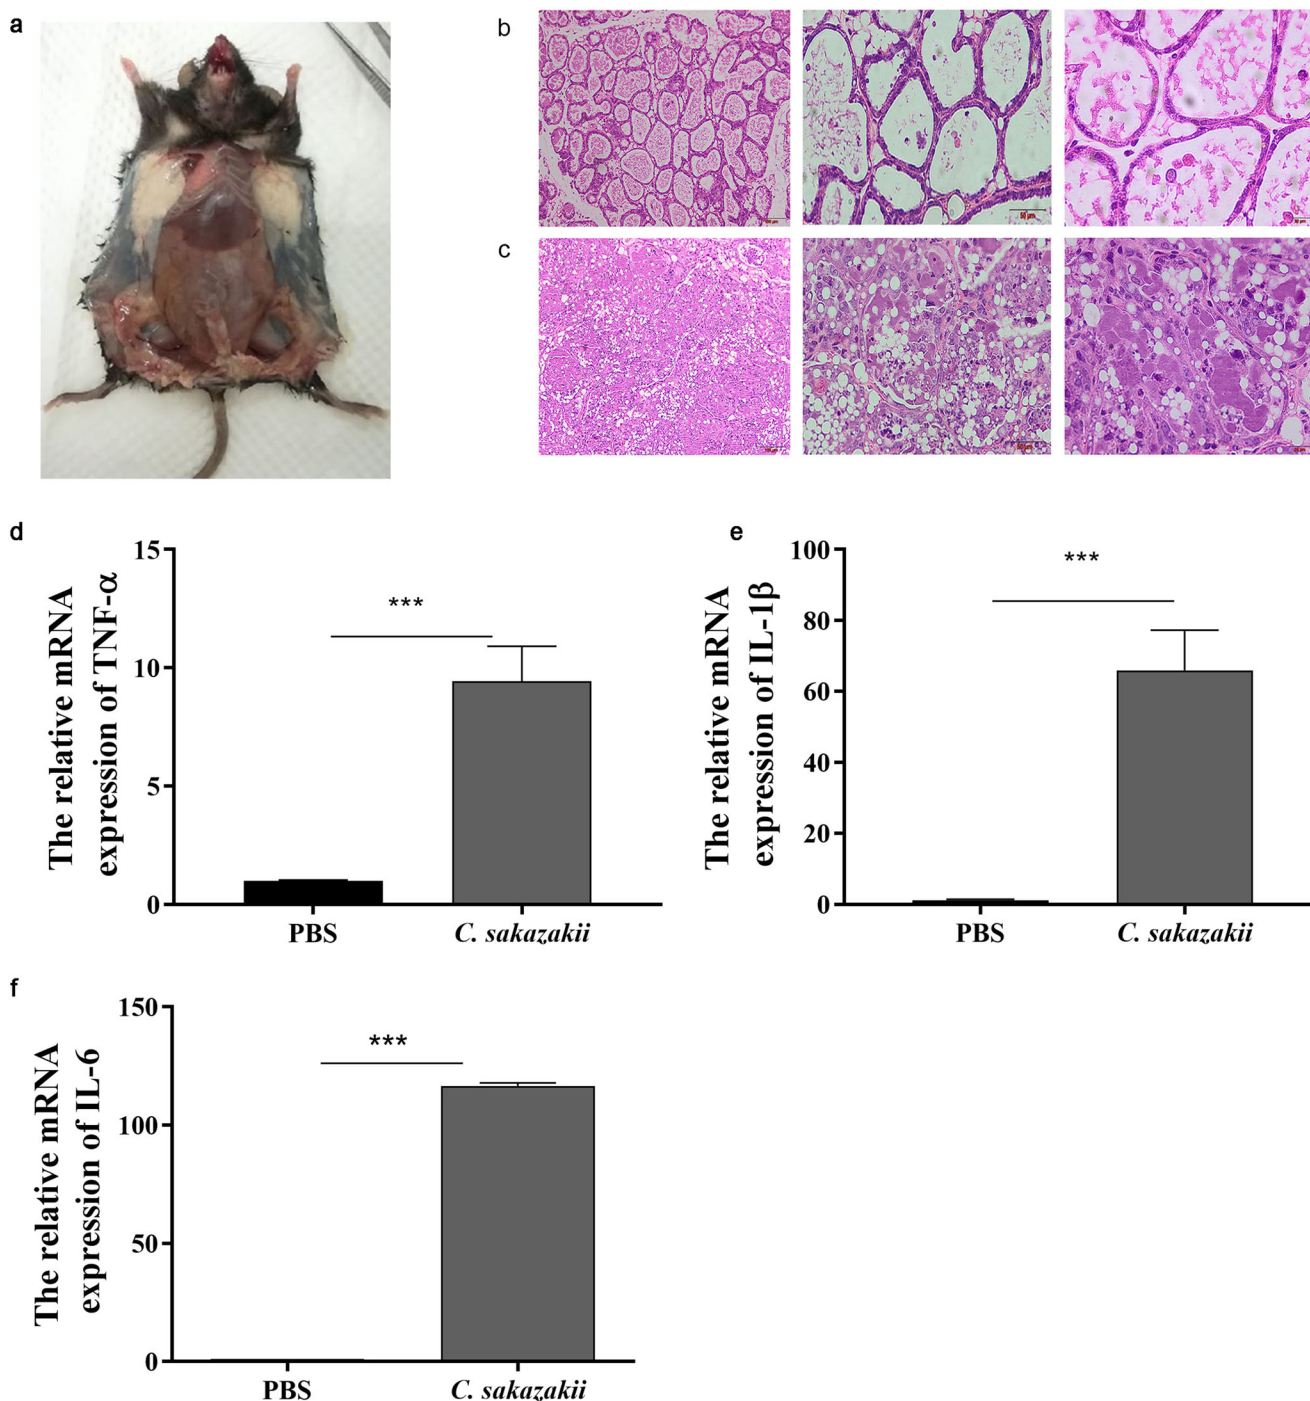 a
b
c
50 µm
d
The relative mRNA
expression of TNF-α
15
10
5
0
***
PBS
C. sakazakii
e
The relative mRNA
expression of IL-1β
100
80
60
40
20
0
***
PBS
C. sakazakii
f
The relative mRNA
expression of IL-6
150
100
50
0
***
PBS
C. sakazakii